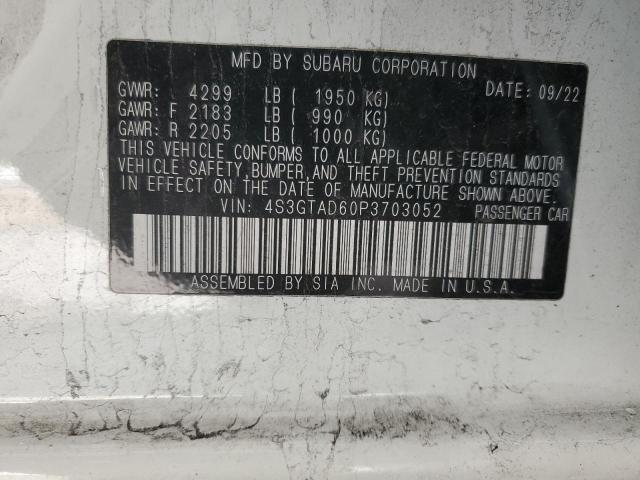 MFD BY SUBARU CORPORATION
GVWR: 4299 LB ( 1950 KG) DATE: 09/22
GAWR: F 2183 LB ( 990 KG)
GAWR: R 2205 LB ( 1000 KG)
THIS VEHICLE CONFORMS TO ALL APPLICABLE FEDERAL MOTOR
VEHICLE SAFETY, BUMPER, AND THEFT PREVENTION STANDARDS
IN EFFECT ON THE DATE OF MANUFACTURE SHOWN ABOVE.
VIN: 4S3GTAD60P3703052 PASSENGER CAR
ASSEMBLED BY SIA INC. MADE IN U.S.A.